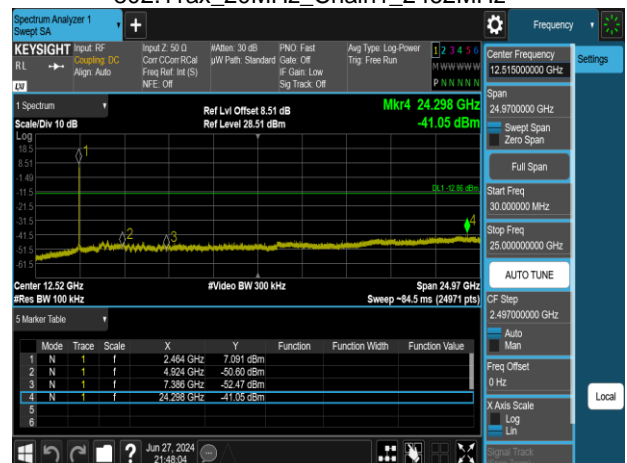 Spectrum Analyzer 1
Swept SA
Frequency
KEYSIGHT
RL
Input: RF
Coupling: DC
Align: Auto
Input Z: 50 Ω
Corr CCorr RCal
Freq Ref: Int (S)
NFE: Off
#Atten: 30 dB
µW Path: Standard
PNO: Fast
Gate: Off
IF Gain: Low
Sig Track: Off
Avg Type: Log-Power
Trig: Free Run
1 2 3 4 5 6
M W W W W W
P N N N N N
LW
1 Spectrum
Scale/Div 10 dB
Log
Ref Lvl Offset 8.51 dB
Ref Level 28.51 dBm
Mkr4 24.298 GHz
-41.05 dBm
18.5
8.51
-1.49
-11.5
-21.5
-31.5
-41.5
-51.5
-61.5
1
2
3
4
DL1 -12.86 dBm
Center 12.52 GHz
#Res BW 100 kHz
#Video BW 300 kHz
Span 24.97 GHz
Sweep ~84.5 ms (24971 pts)
5 Marker Table
Mode Trace Scale X Y Function Function Width Function Value
1 N 1 f 2.464 GHz 7.091 dBm
2 N 1 f 4.924 GHz -50.60 dBm
3 N 1 f 7.386 GHz -52.47 dBm
4 N 1 f 24.298 GHz -41.05 dBm
5
6
Jun 27, 2024
21:48:04
Center Frequency
12.515000000 GHz
Settings
Span
24.9700000 GHz
Swept Span
Zero Span
Full Span
Start Freq
30.000000 MHz
Stop Freq
25.000000000 GHz
AUTO TUNE
CF Step
2.497000000 GHz
Auto
Man
Freq Offset
0 Hz
X Axis Scale
Log
Lin
Signal Track
Local